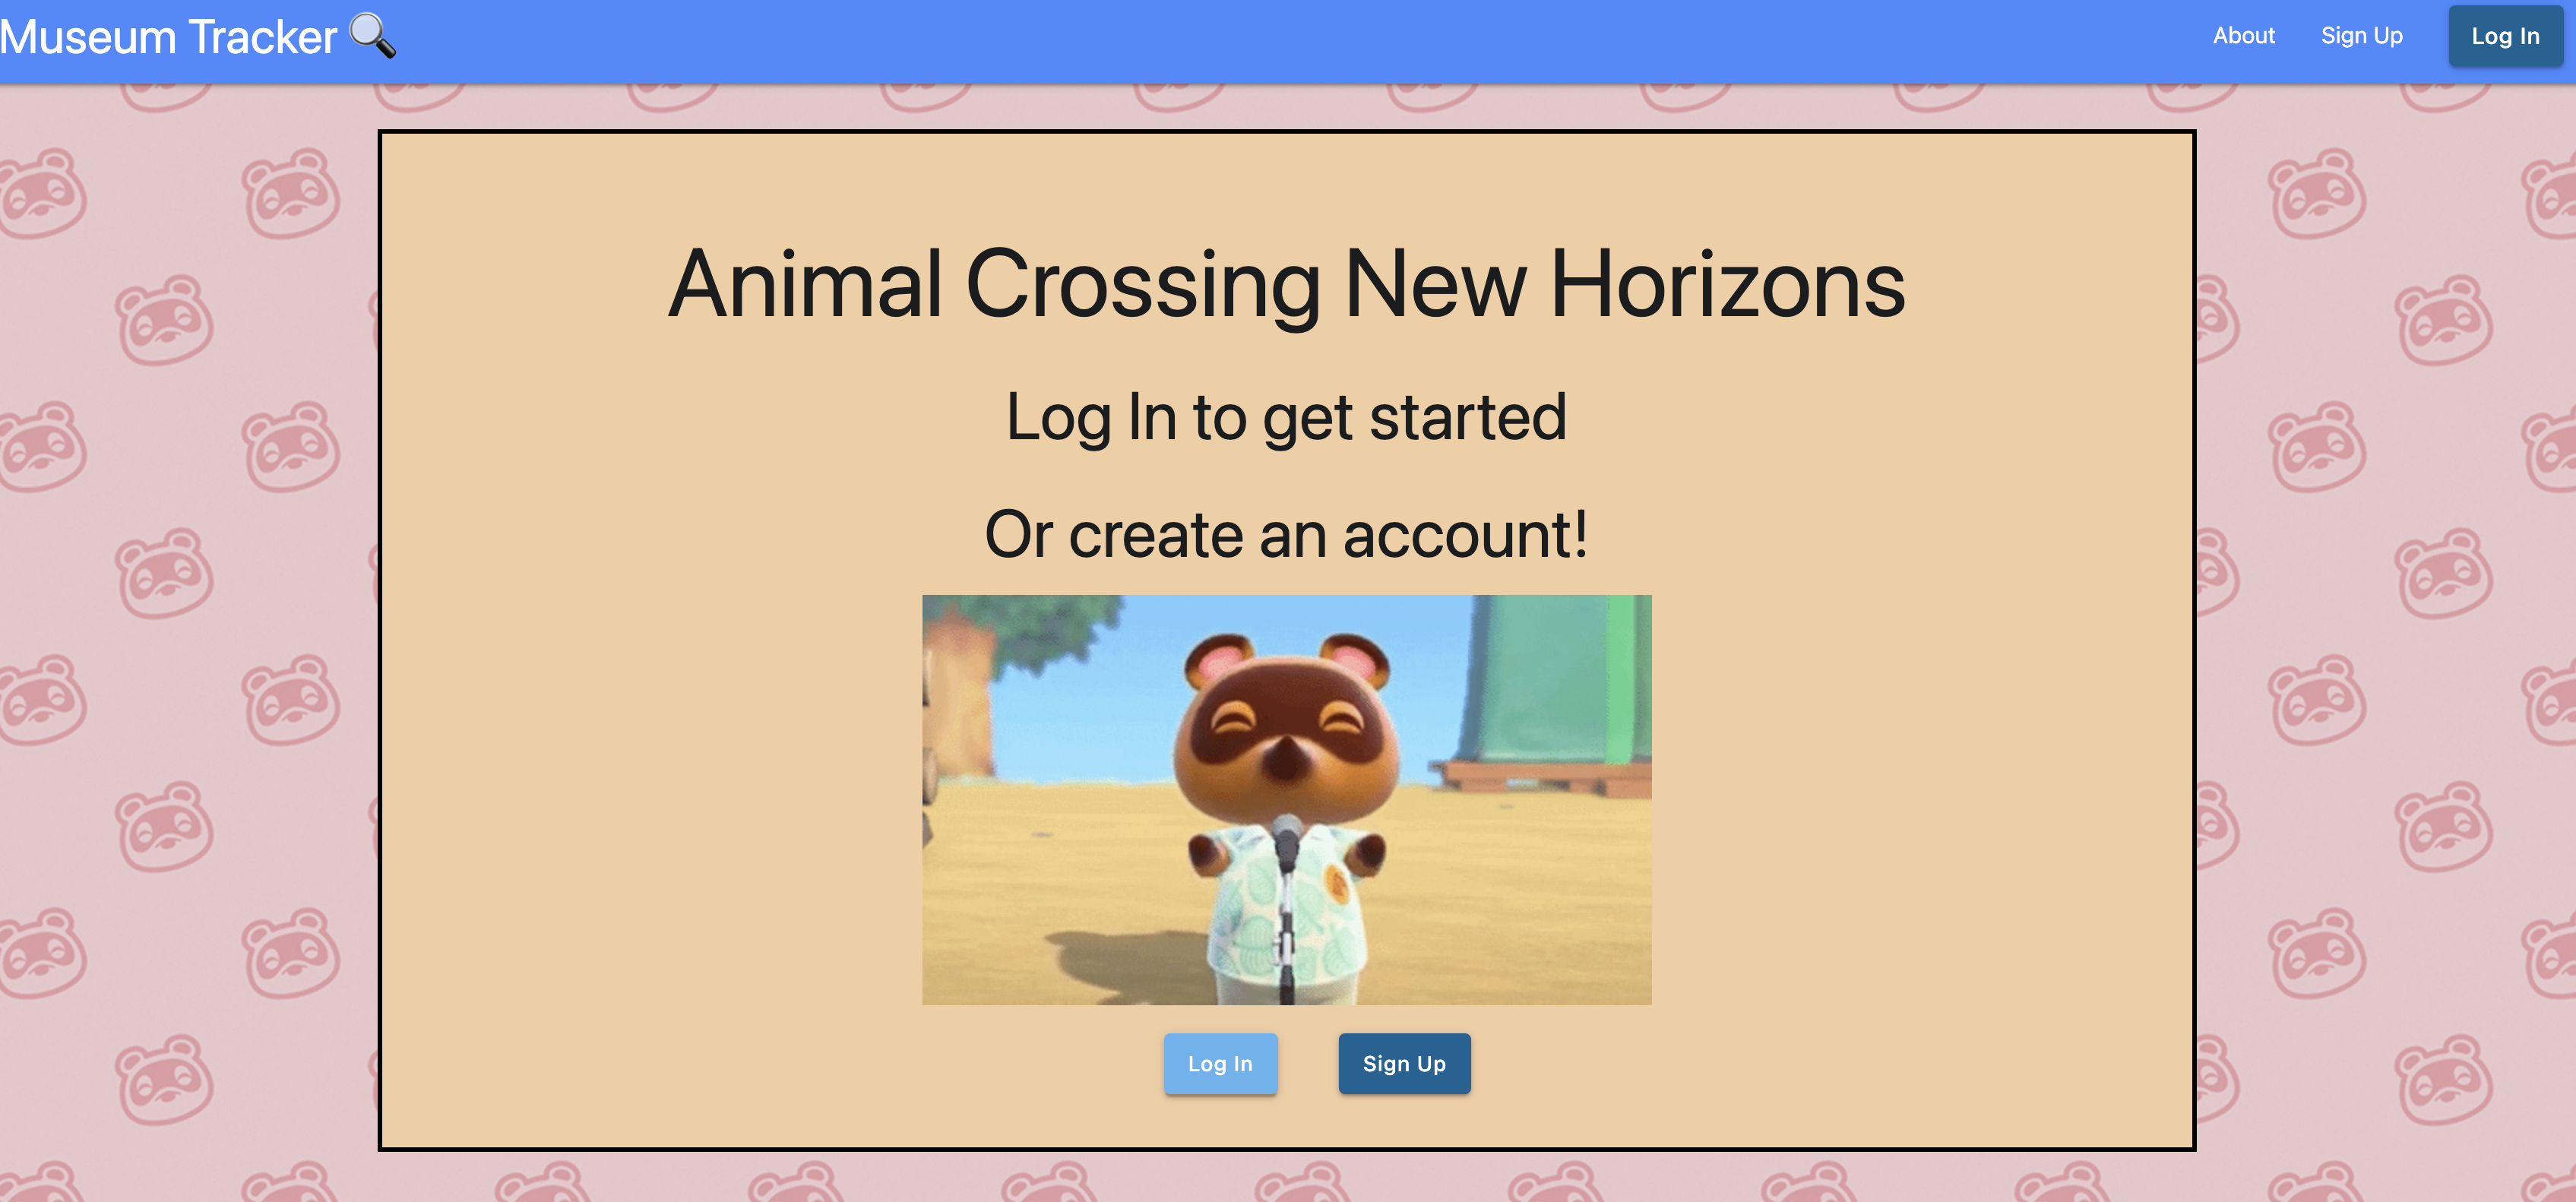 Museum Tracker
About
Sign Up
Log In
Animal Crossing New Horizons
Log In to get started
Or create an account!
Log In
Sign Up